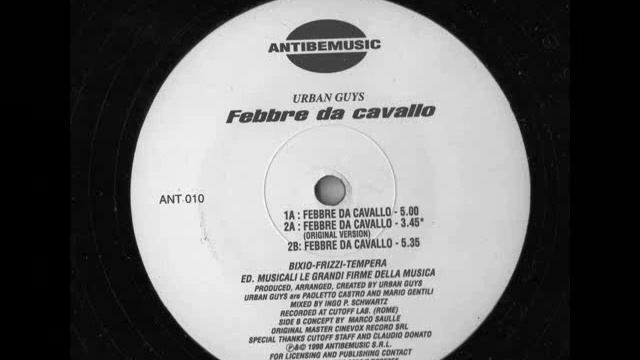 ANTIBEMUSIC
URBAN GUYS
Febbre da cavallo
ANT 010
1A : FEBBRE DA CAVALLO - 5.00
2A : FEBBRE DA CAVALLO - 3.45*
(ORIGINAL VERSION)
2B: FEBBRE DA CAVALLO - 5.35
BIXIO-FRIZZI-TEMPERA
ED. MUSICALI LE GRANDI FIRME DELLA MUSICA
PRODUCED, ARRANGED, CREATED BY URBAN GUYS
URBAN GUYS are PAOLETTO CASTRO AND MARIO GENTILI
MIXED BY INGO P. SCHWARTZ
RECORDED AT CUTOFF LAB. (ROME)
SIDE B CONCEPT BY MARCO SAULLE
ORIGINAL MASTER CINEVOX RECORD SRL
SPECIAL THANKS CUTOFF STAFF AND CLAUDIO DONATO
℗&© 1998 ANTIBEMUSIC S.R.L.
FOR LICENSING AND PUBLISHING CONTACT